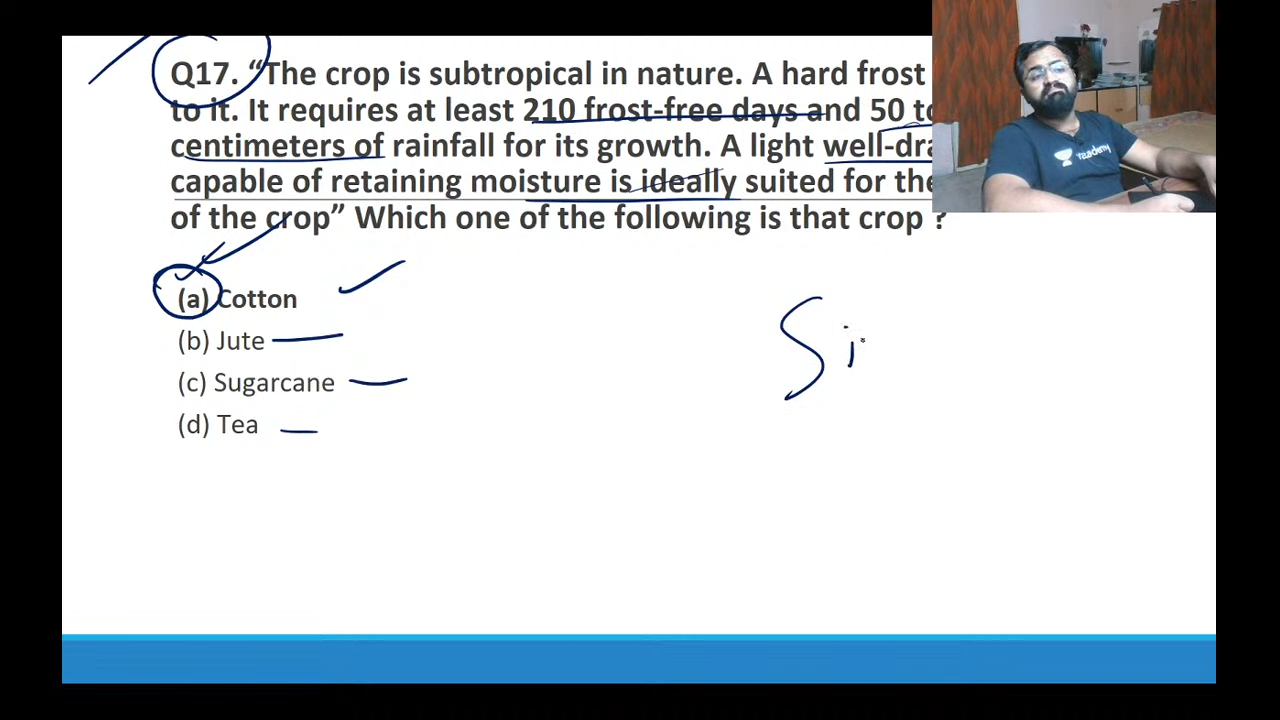 Q17. “The crop is subtropical in nature. A hard frost
to it. It requires at least 210 frost-free days and 50 to
centimeters of rainfall for its growth. A light well-dra
capable of retaining moisture is ideally suited for the
of the crop” Which one of the following is that crop ?
(a) Cotton
(b) Jute
(c) Sugarcane
(d) Tea
Si
unacademy